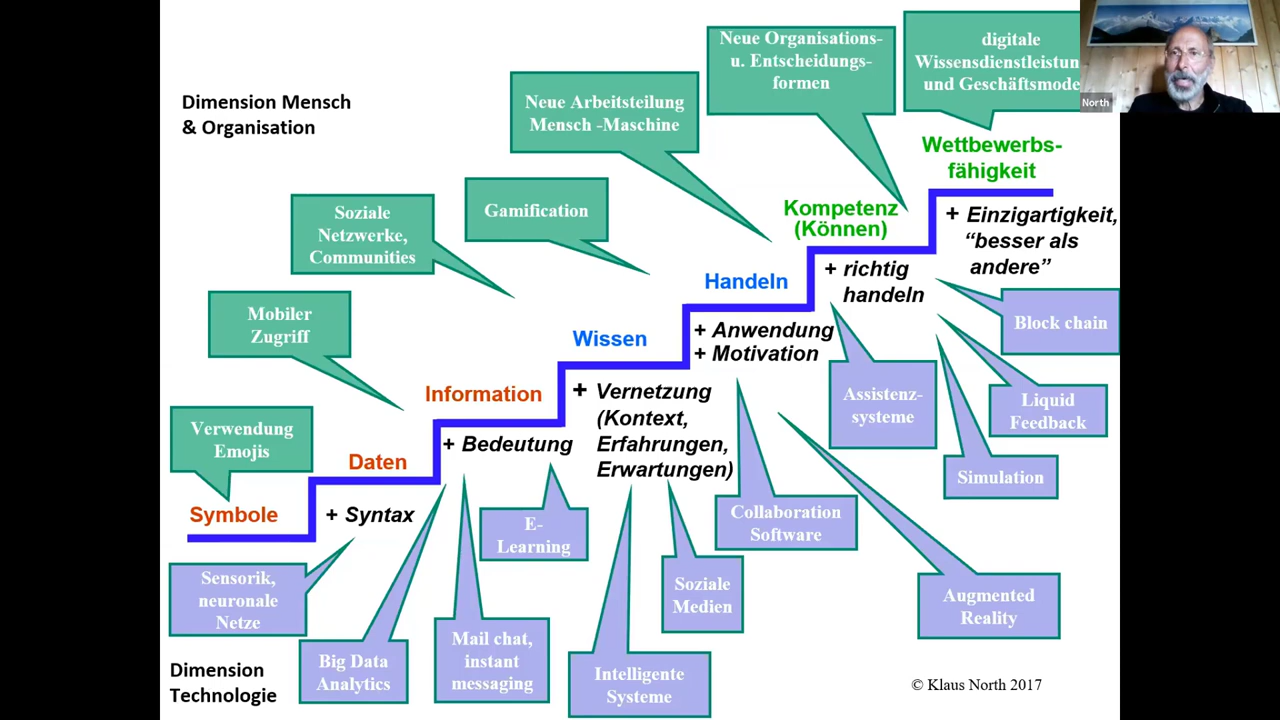 Dimension Mensch
& Organisation
Neue Organisations-
u. Entscheidungs-
formen
digitale
Wissensdienstleistun
und Geschäftsmode
North
Neue Arbeitsteilung
Mensch -Maschine
Wettbewerbs-
fähigkeit
Soziale
Netzwerke,
Communities
Gamification
Kompetenz
(Können)
+ Einzigartigkeit,
“besser als
andere”
Handeln
+ richtig
handeln
Mobiler
Zugriff
Block chain
Wissen
+ Anwendung
+ Motivation
Information
+ Vernetzung
(Kontext,
Erfahrungen,
Erwartungen)
Assistenz-
systeme
Liquid
Feedback
Verwendung
Emojis
Daten
+ Bedeutung
Simulation
Symbole
+ Syntax
E-
Learning
Collaboration
Software
Sensorik,
neuronale
Netze
Soziale
Medien
Augmented
Reality
Dimension
Technologie
Big Data
Analytics
Mail chat,
instant
messaging
Intelligente
Systeme
© Klaus North 2017